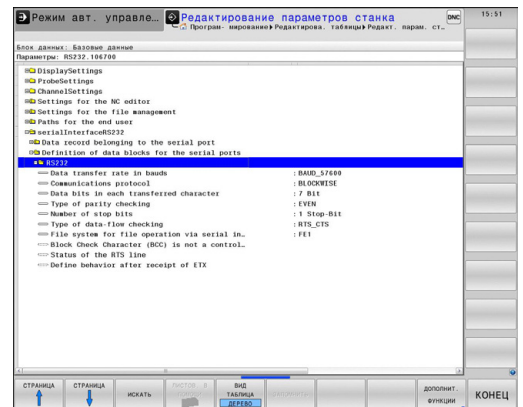 Режим авт. управле…
Редактирование параметров станка
DNC
15:51
Програм- мирование▸Редактирова. таблицы▸Редакт. парам. ст…
Блок данных: Базовые данные
Параметры: RS232.106700
DisplaySettings
ProbeSettings
ChannelSettings
Settings for the NC editor
Settings for the file management
Paths for the end user
serialInterfaceRS232
Data record belonging to the serial port
Definition of data blocks for the serial ports
RS232
Data transfer rate in bauds : BAUD_57600
Communications protocol : BLOCKWISE
Data bits in each transferred character : 7 Bit
Type of parity checking : EVEN
Number of stop bits : 1 Stop-Bit
Type of data-flow checking : RTS_CTS
File system for file operation via serial in… : FE1
Block Check Character (BCC) is not a control…
Status of the RTS line
Define behavior after receipt of ETX
СТРАНИЦА
СТРАНИЦА
ИСКАТЬ
ВИД
ТАБЛИЦА
ДЕРЕВО
ДОПОЛНИТ.
ФУНКЦИИ
КОНЕЦ